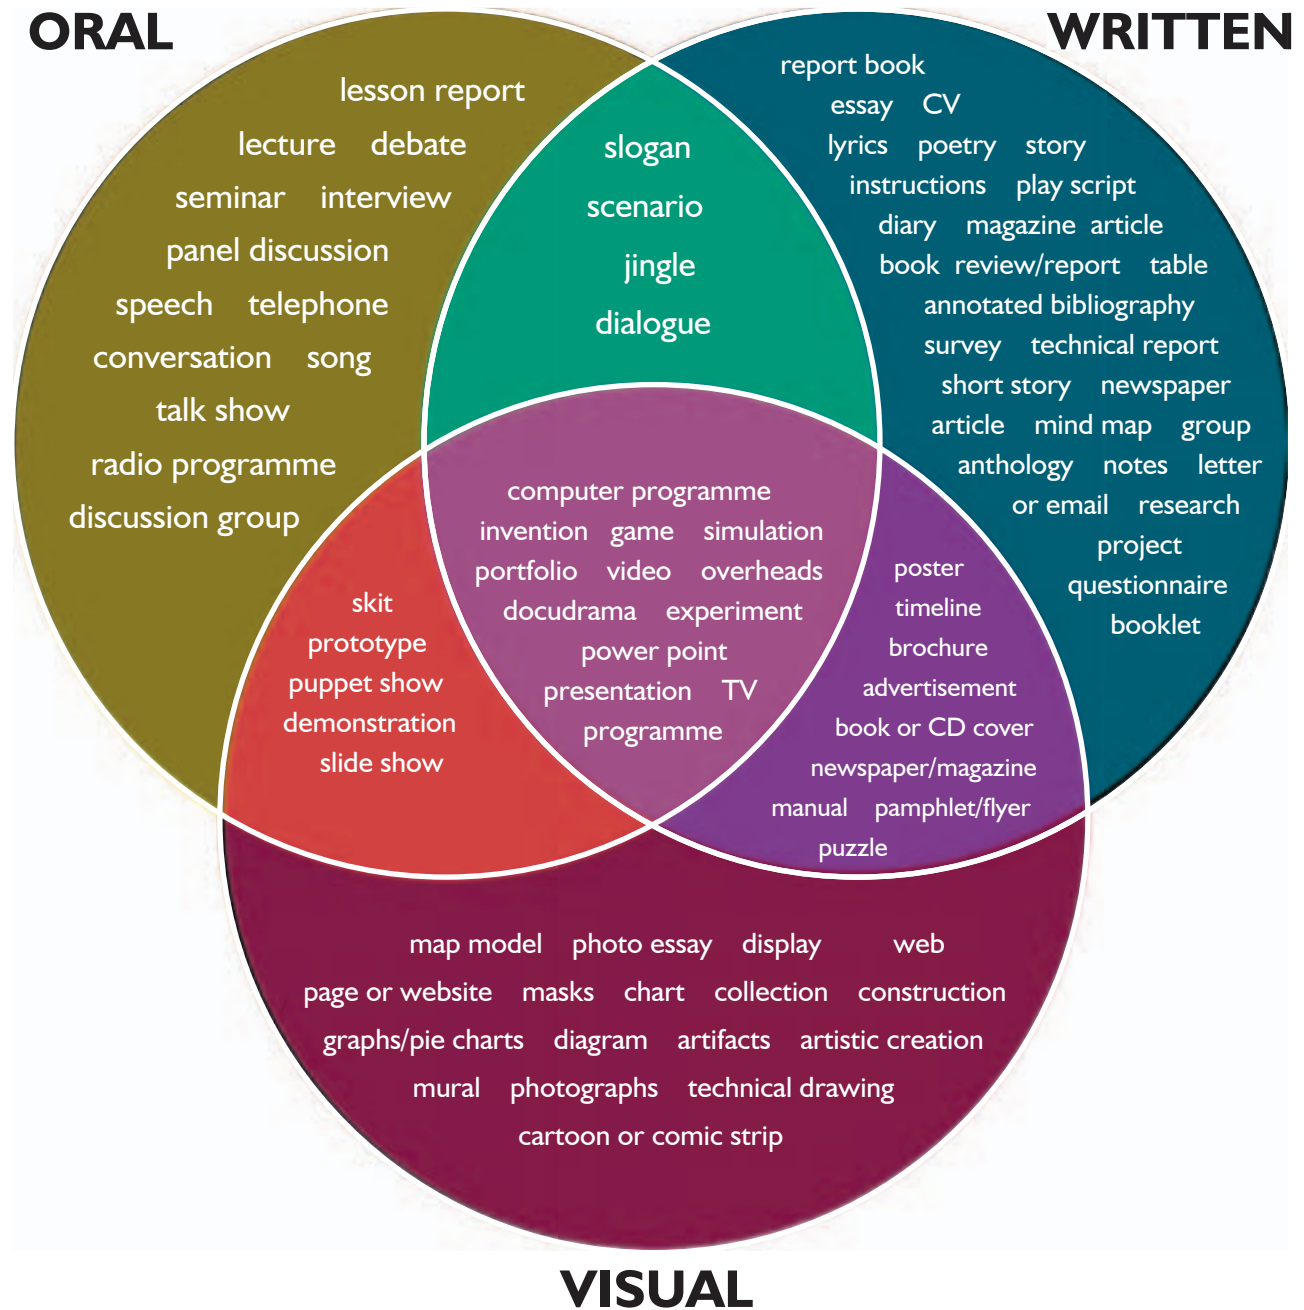 ORAL
WRITTEN
lesson report
lecture debate
seminar interview
panel discussion
speech telephone
conversation song
talk show
radio programme
discussion group
slogan
scenario
jingle
dialogue
report book
essay CV
lyrics poetry story
instructions play script
diary magazine article
book review/report table
annotated bibliography
survey technical report
short story newspaper
article mind map group
anthology notes letter
or email research
project
questionnaire
booklet
computer programme
invention game simulation
portfolio video overheads
docudrama experiment
power point
presentation TV
programme
skit
prototype
puppet show
demonstration
slide show
poster
timeline
brochure
advertisement
book or CD cover
newspaper/magazine
manual pamphlet/flyer
puzzle
map model photo essay display web
page or website masks chart collection construction
graphs/pie charts diagram artifacts artistic creation
mural photographs technical drawing
cartoon or comic strip
VISUAL